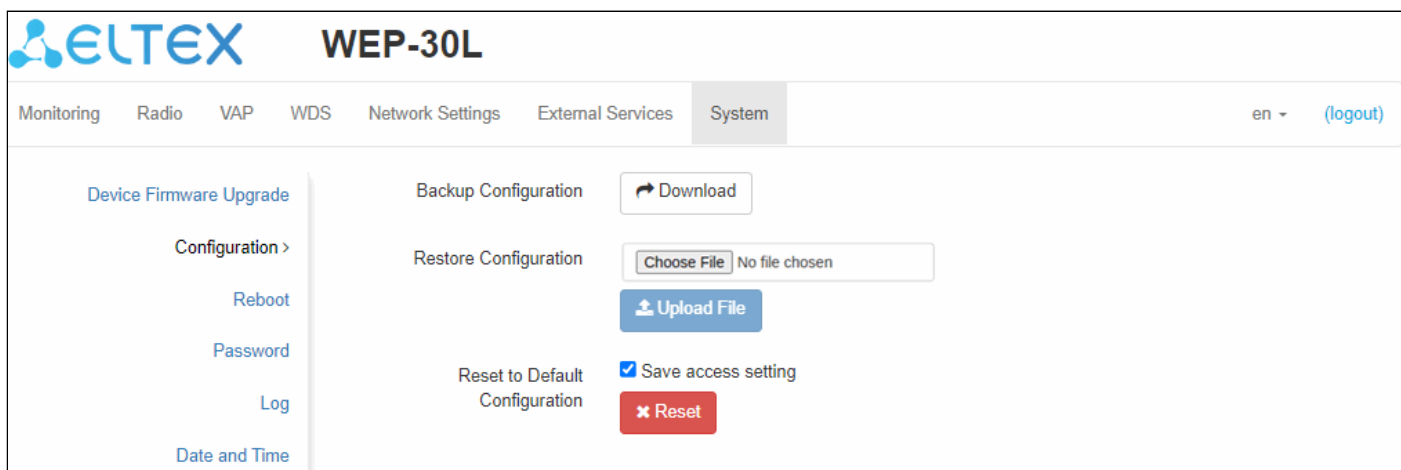 ELTEX WEP-30L
Monitoring Radio VAP WDS Network Settings External Services System en (logout)
Device Firmware Upgrade
Configuration >
Reboot
Password
Log
Date and Time
Backup Configuration Download
Restore Configuration Choose File No file chosen
Upload File
Reset to Default
Configuration
Save access setting
Reset